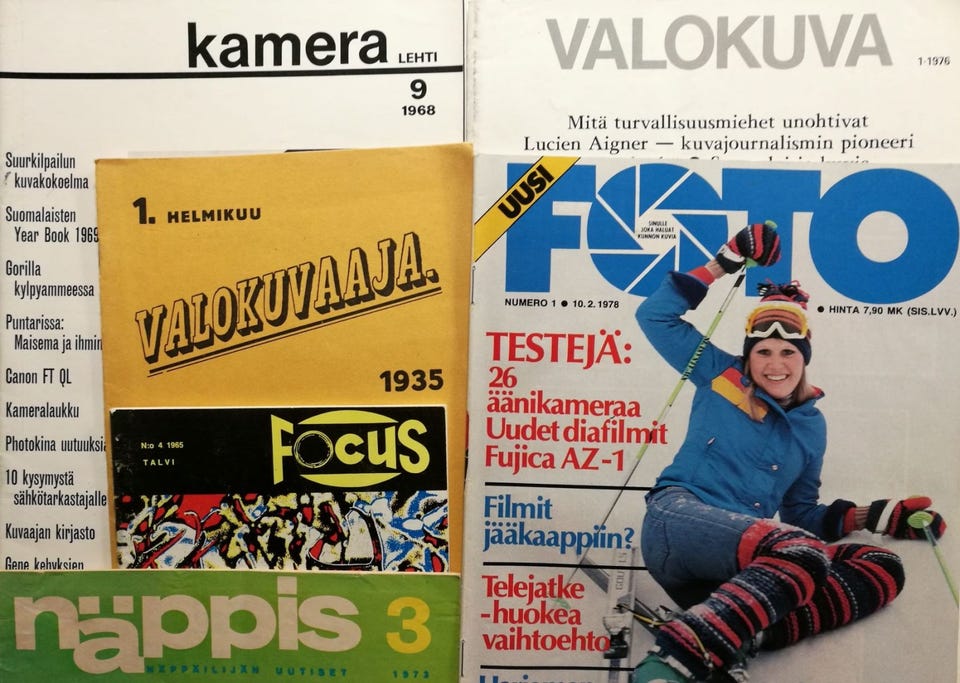 kamera LEHTI
9
1968
Suurkilpailun
kuvakokoelma
Suomalaisten
Year Book 1969
Gorilla
kylpyammeessa
Puntarissa:
Maisema ja ihmin
Canon FT QL
Kameralaukku
Photokina uutuuksia
10 kysymystä
sähkötarkastajalle
Kuvaajan kirjasto
Gene kehyksien
VALOKUVA
1-1976
Mitä turvallisuusmiehet unohtivat
Lucien Aigner — kuvajournalismin pioneeri
1. HELMIKUU
VALOKUVAAJA.
1935
N:o 4 1965
TALVI
FOCUS
näppis 3
NÄPPÄILIJÄN UUTISET 1973
UUSI
FOTO
SINULLE
JOKA HALUAT
KUNNON KUVIA
NUMERO 1 ● 10.2.1978
● HINTA 7,90 MK (SIS.LVV.)
TESTEJÄ:
26
äänikameraa
Uudet diafilmit
Fujica AZ-1
Filmit
jääkaappiin?
Telejatke
-huokea
vaihtoehto